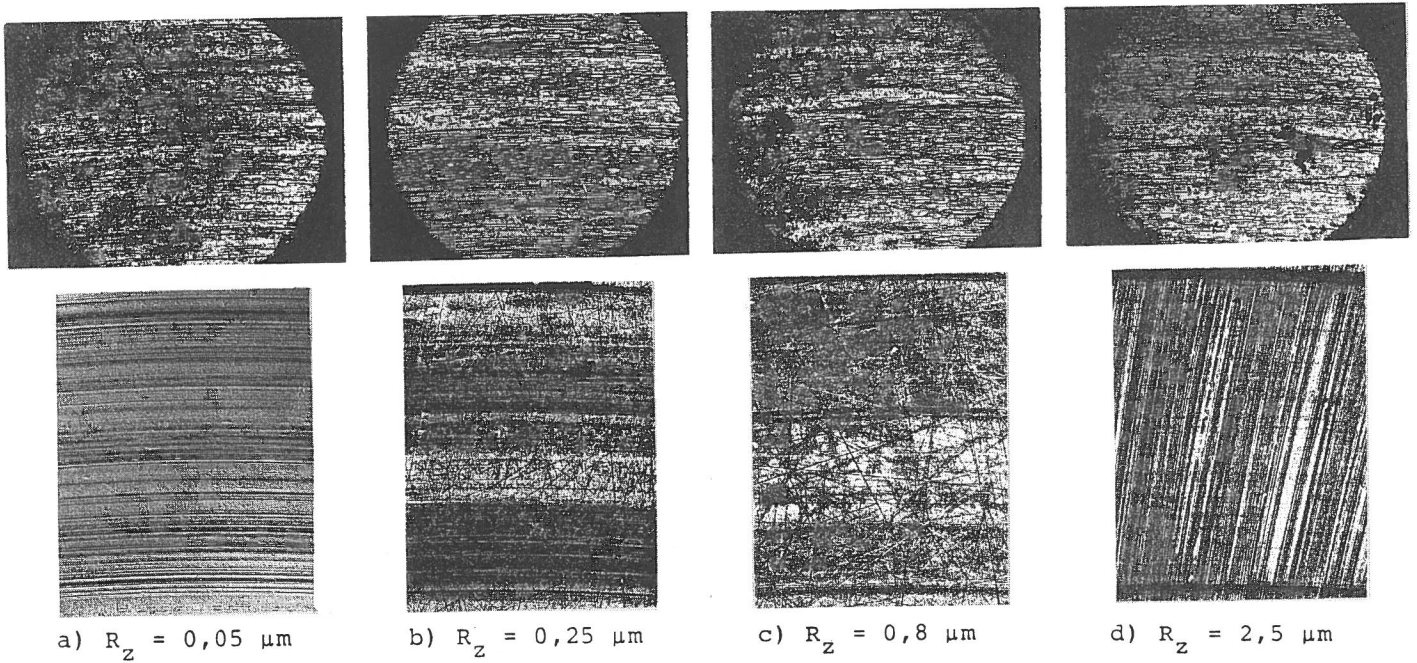 a) R_z = 0,05 µm
b) R_z = 0,25 µm
c) R_z = 0,8 µm
d) R_z = 2,5 µm